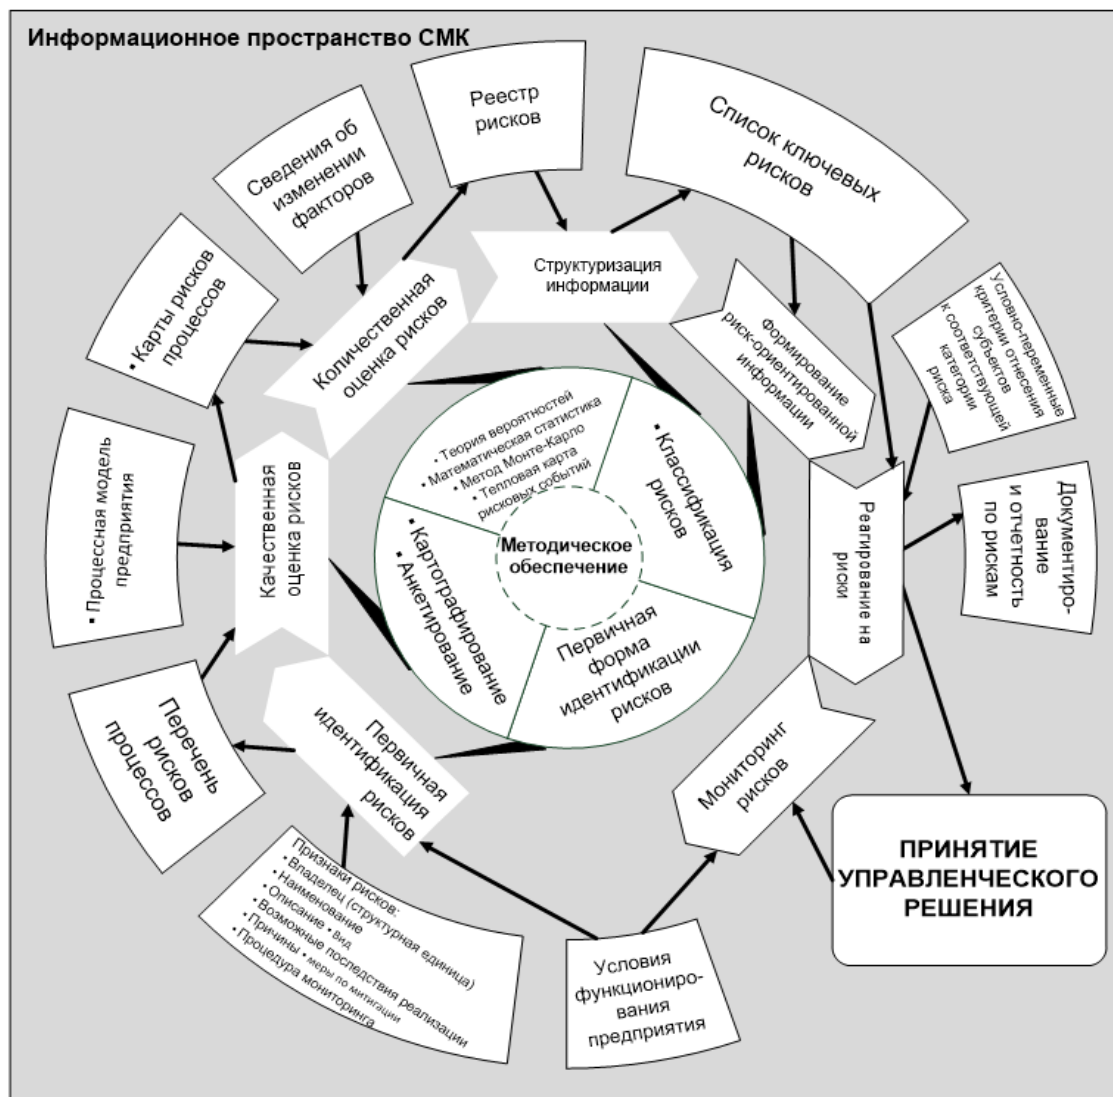 Информационное пространство СМК
Реестр
рисков
Список ключевых
рисков
Сведения об
изменении
факторов
Структуризация
информации
Условно-переменные
критерии отнесения
субъектов
к соответствующей
категории
риска
▪ Карты рисков
процессов
Количественная
оценка рисков
Формирование
риск-ориентированной
информации
▪ Теория вероятностей
▪ Математическая статистика
▪ Метод Монте-Карло
▪ Тепловая карта
рисковых событий
▪ Классификация
рисков
▪ Процессная модель
предприятия
Качественная
оценка рисков
Методическое
обеспечение
Реагирование на
риски
Документиро-
вание
и отчетность
по рискам
▪ Картографирование
▪ Анкетирование
Первичная
форма
идентификации
рисков
Перечень
рисков
процессов
Первичная
идентификация
рисков
Мониторинг
рисков
ПРИНЯТИЕ
УПРАВЛЕНЧЕСКОГО
РЕШЕНИЯ
Признаки рисков:
▪ Владелец (структурная единица)
▪ Наименование
▪ Описание ▪ Вид
▪ Возможные последствия реализации
▪ Причины ▪ меры по митигации
▪ Процедура мониторинга
Условия
функциониро-
вания
предприятия